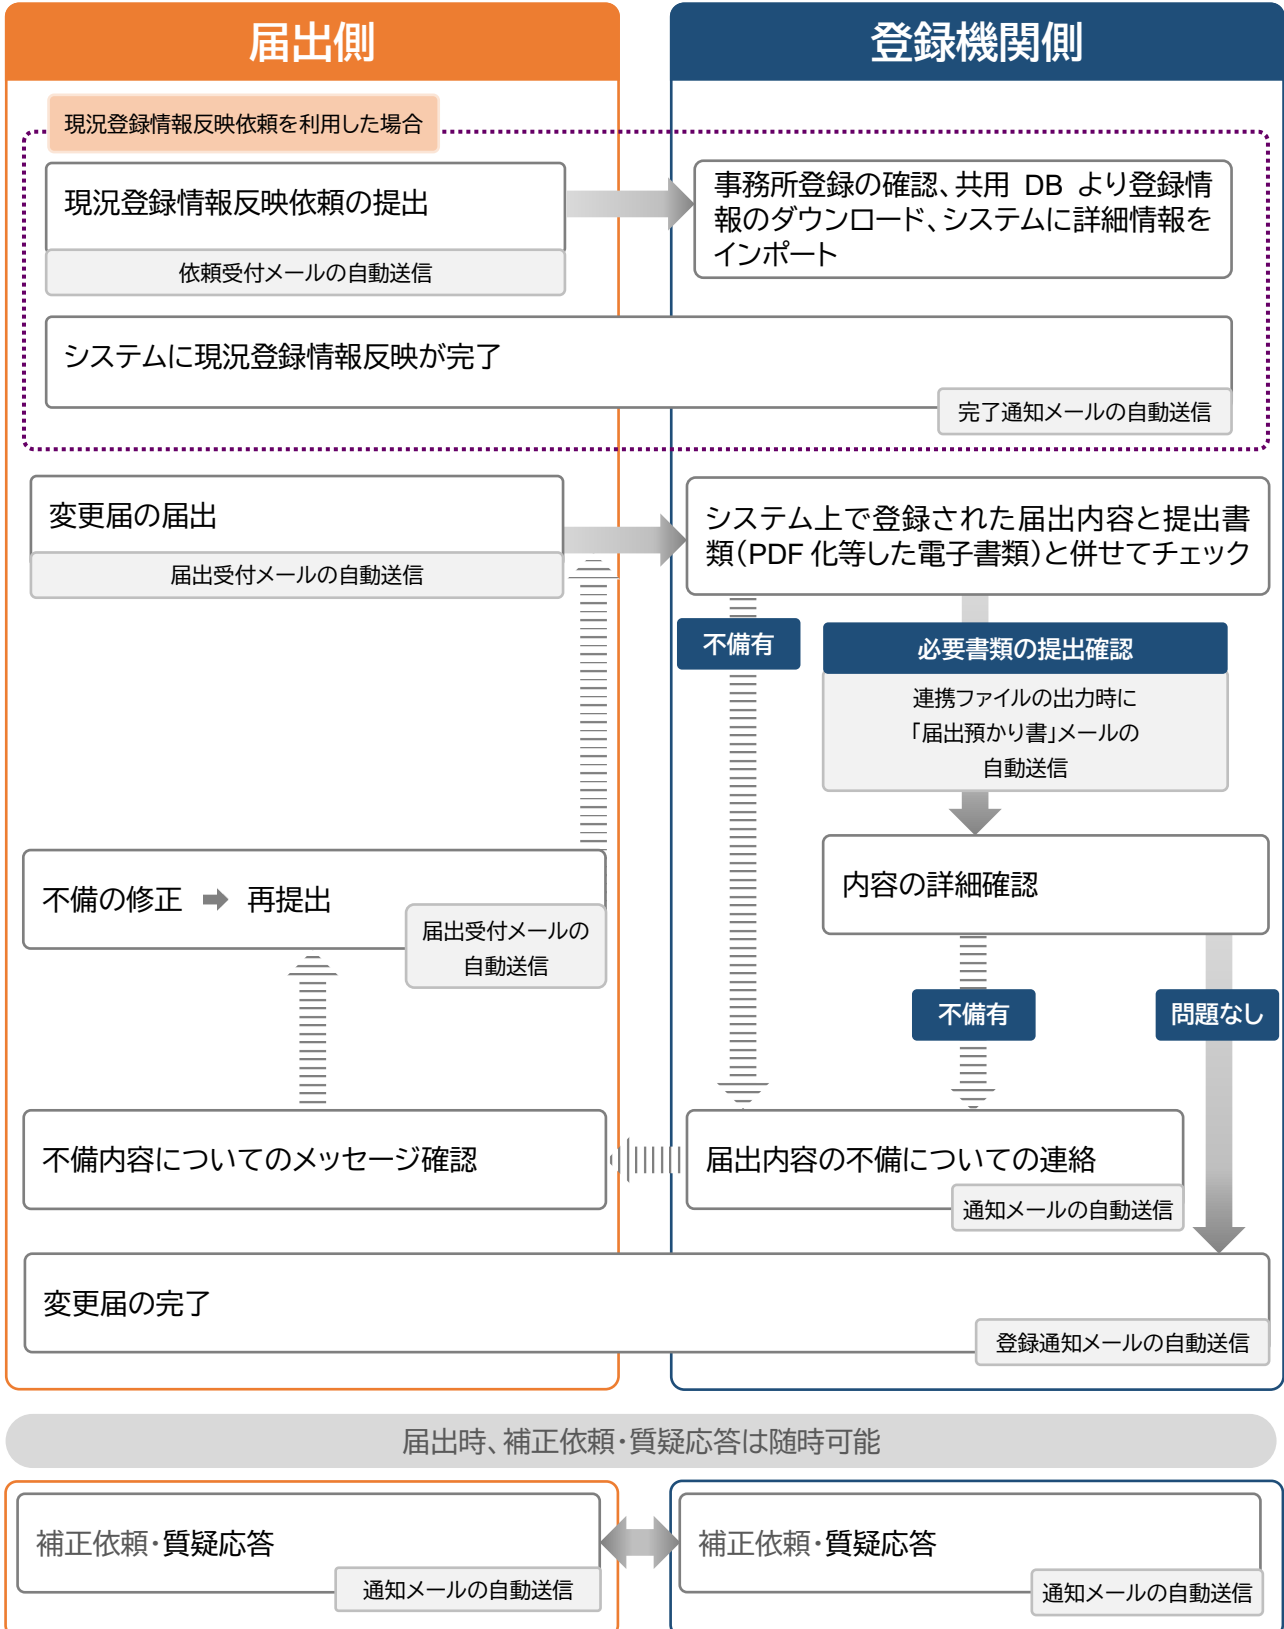 届出側
登録機関側
現況登録情報反映依頼を利用した場合
現況登録情報反映依頼の提出
依頼受付メールの自動送信
事務所登録の確認、共用 DB より登録情
報のダウンロード、システムに詳細情報を
インポート
システムに現況登録情報反映が完了
完了通知メールの自動送信
変更届の届出
届出受付メールの自動送信
システム上で登録された届出内容と提出書
類（PDF 化等した電子書類）と併せてチェック
不備有
必要書類の提出確認
連携ファイルの出力時に
「届出預かり書」メールの
自動送信
内容の詳細確認
不備の修正
再提出
届出受付メールの
自動送信
不備有
問題なし
不備内容についてのメッセージ確認
届出内容の不備についての連絡
通知メールの自動送信
変更届の完了
登録通知メールの自動送信
届出時、補正依頼・質疑応答は随時可能
補正依頼・質疑応答
通知メールの自動送信
補正依頼・質疑応答
通知メールの自動送信